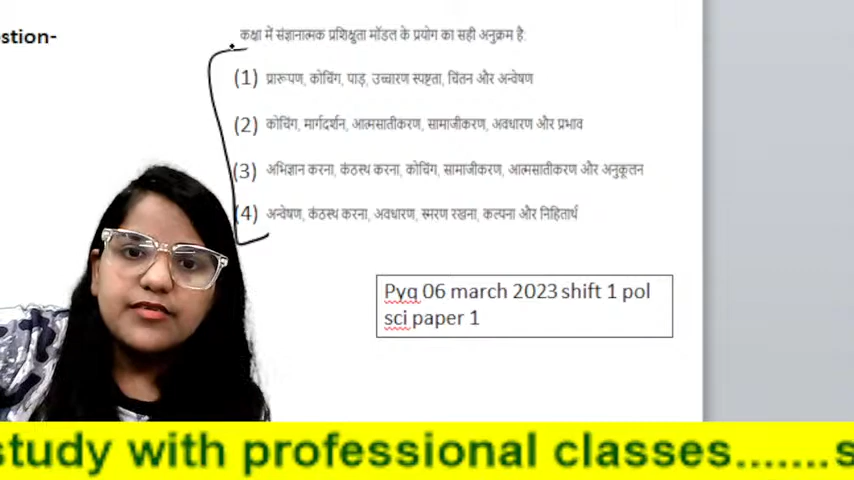 stion-
कक्षा में संज्ञानात्मक प्रशिक्षुता मॉडल के प्रयोग का सही अनुक्रम है:
(1) प्रारूपण, कोचिंग, पाड़, उच्चारण स्पष्टता, चिंतन और अन्वेषण
(2) कोचिंग, मार्गदर्शन, आत्मसातीकरण, सामाजीकरण, अवधारण और प्रभाव
(3) अभिज्ञान करना, कंठस्थ करना, कोचिंग, सामाजीकरण, आत्मसातीकरण और अनुकूलन
(4) अन्वेषण, कंठस्थ करना, अवधारण, स्मरण रखना, कल्पना और निहितार्थ
Pyq 06 march 2023 shift 1 pol
sci paper 1
study with professional classes.......s